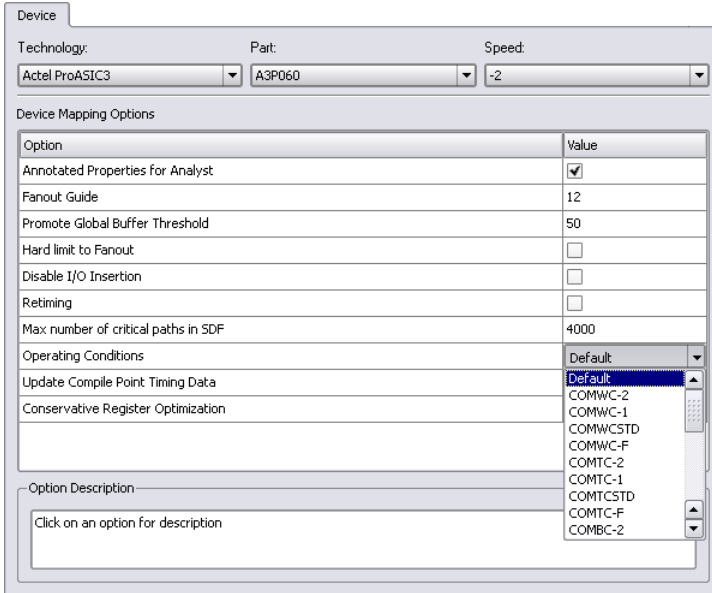 Device
Technology: Part: Speed:
Actel ProASIC3 A3P060 -2
Device Mapping Options
Option Value
Annotated Properties for Analyst
Fanout Guide 12
Promote Global Buffer Threshold 50
Hard limit to Fanout
Disable I/O Insertion
Retiming
Max number of critical paths in SDF 4000
Operating Conditions Default
Update Compile Point Timing Data Default
Conservative Register Optimization COMWC-2
COMWC-1
COMWCSTD
COMWC-F
COMTC-2
COMTC-1
COMTCSTD
COMTC-F
COMBC-2
Option Description
Click on an option for description